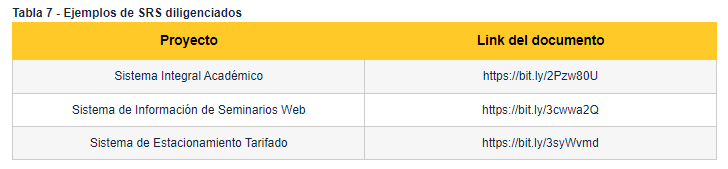 Tabla 7 - Ejemplos de SRS diligenciados
Proyecto Link del documento
Sistema Integral Académico https://bit.ly/2Pzw80U
Sistema de Información de Seminarios Web https://bit.ly/3cwwa2Q
Sistema de Estacionamiento Tarifado https://bit.ly/3syWvmd